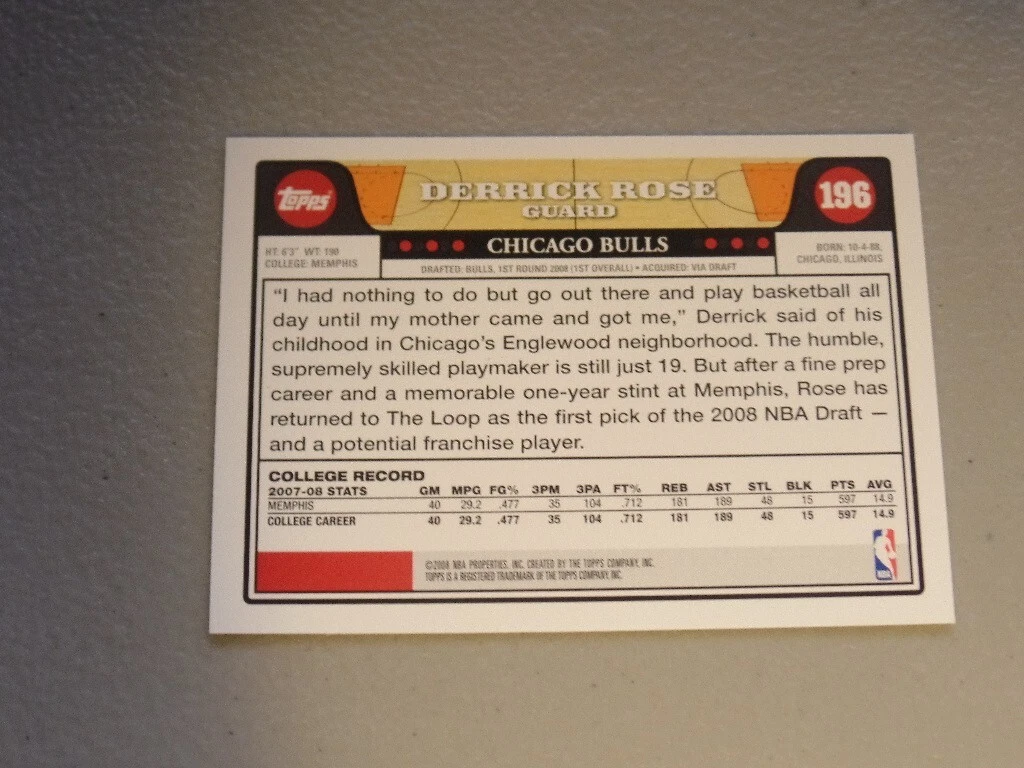 Topps
DERRICK ROSE
GUARD
196
HT: 6'3" WT: 190
COLLEGE: MEMPHIS
CHICAGO BULLS
BORN: 10-4-88,
CHICAGO, ILLINOIS
DRAFTED: BULLS, 1ST ROUND 2008 (1ST OVERALL) • ACQUIRED: VIA DRAFT
"I had nothing to do but go out there and play basketball all
day until my mother came and got me," Derrick said of his
childhood in Chicago's Englewood neighborhood. The humble,
supremely skilled playmaker is still just 19. But after a fine prep
career and a memorable one-year stint at Memphis, Rose has
returned to The Loop as the first pick of the 2008 NBA Draft —
and a potential franchise player.
COLLEGE RECORD
2007-08 STATS GM MPG FG% 3PM 3PA FT% REB AST STL BLK PTS AVG
MEMPHIS 40 29.2 .477 35 104 .712 181 189 48 15 597 14.9
COLLEGE CAREER 40 29.2 .477 35 104 .712 181 189 48 15 597 14.9
©2008 NBA PROPERTIES, INC. CREATED BY THE TOPPS COMPANY, INC.
TOPPS IS A REGISTERED TRADEMARK OF THE TOPPS COMPANY, INC.
NBA